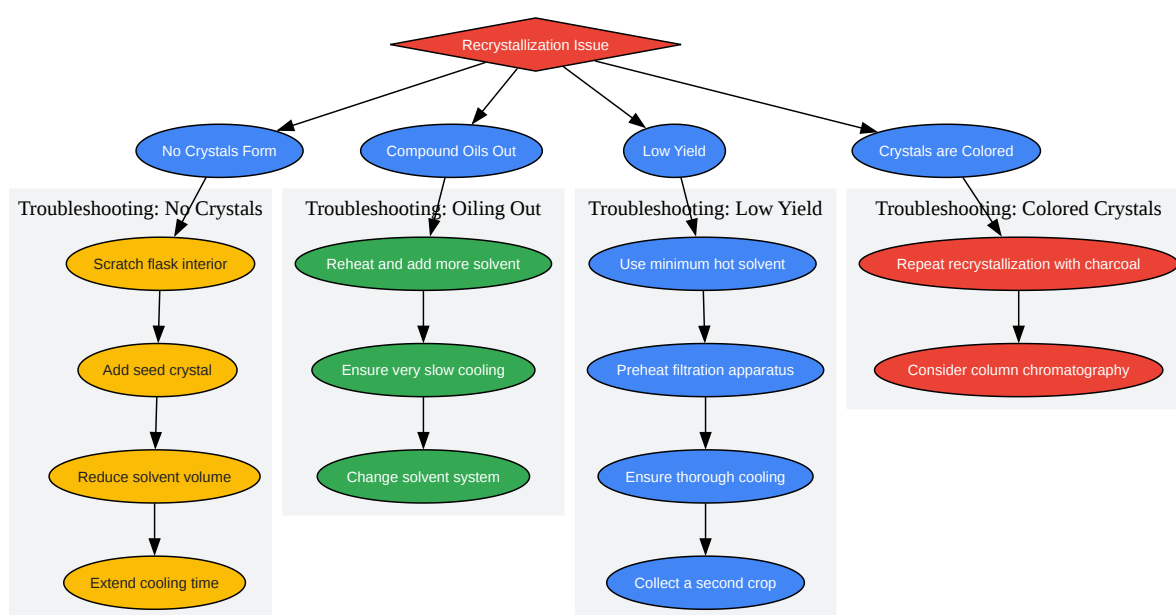 Recrystallization Issue
No Crystals Form
Compound Oils Out
Low Yield
Crystals are Colored
Troubleshooting: No Crystals
Scratch flask interior
Add seed crystal
Reduce solvent volume
Extend cooling time
Troubleshooting: Oiling Out
Reheat and add more solvent
Ensure very slow cooling
Change solvent system
Troubleshooting: Low Yield
Use minimum hot solvent
Preheat filtration apparatus
Ensure thorough cooling
Collect a second crop
Troubleshooting: Colored Crystals
Repeat recrystallization with charcoal
Consider column chromatography